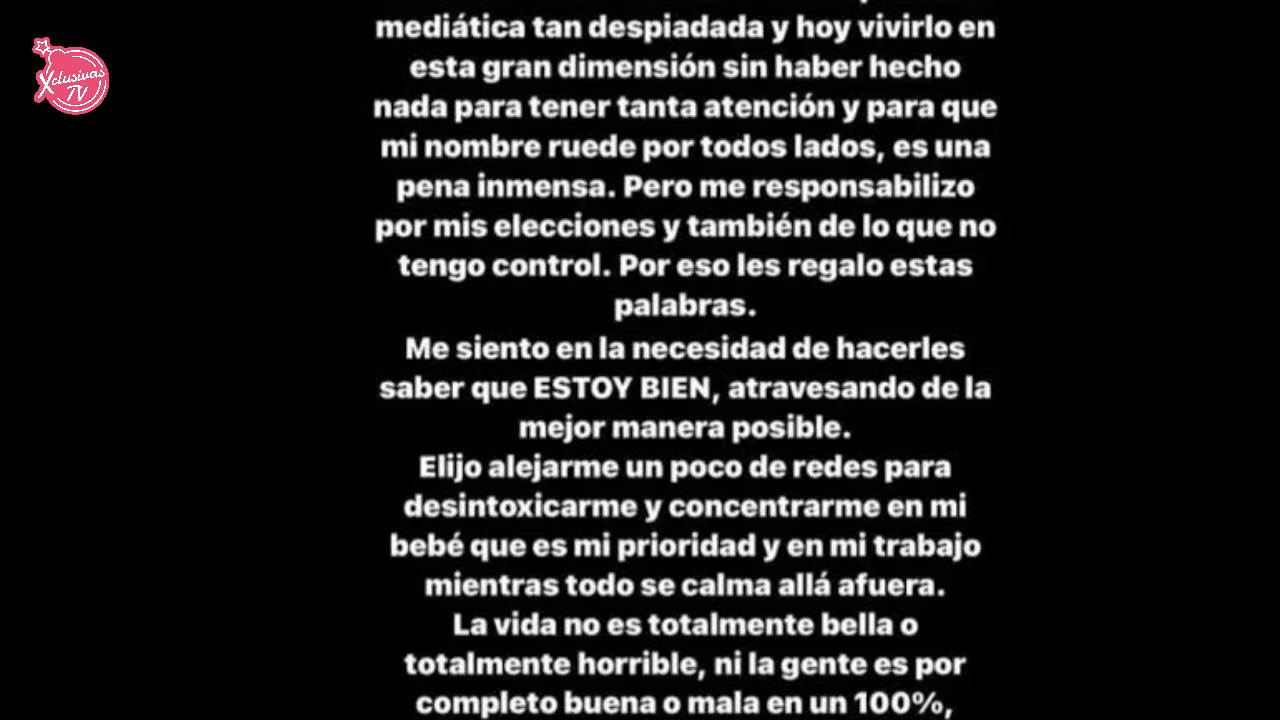 Xclusivas
TV
mediática tan despiadada y hoy vivirlo en
esta gran dimensión sin haber hecho
nada para tener tanta atención y para que
mi nombre ruede por todos lados, es una
pena inmensa. Pero me responsabilizo
por mis elecciones y también de lo que no
tengo control. Por eso les regalo estas
palabras.
Me siento en la necesidad de hacerles
saber que ESTOY BIEN, atravesando de la
mejor manera posible.
Elijo alejarme un poco de redes para
desintoxicarme y concentrarme en mi
bebé que es mi prioridad y en mi trabajo
mientras todo se calma allá afuera.
La vida no es totalmente bella o
totalmente horrible, ni la gente es por
completo buena o mala en un 100%,